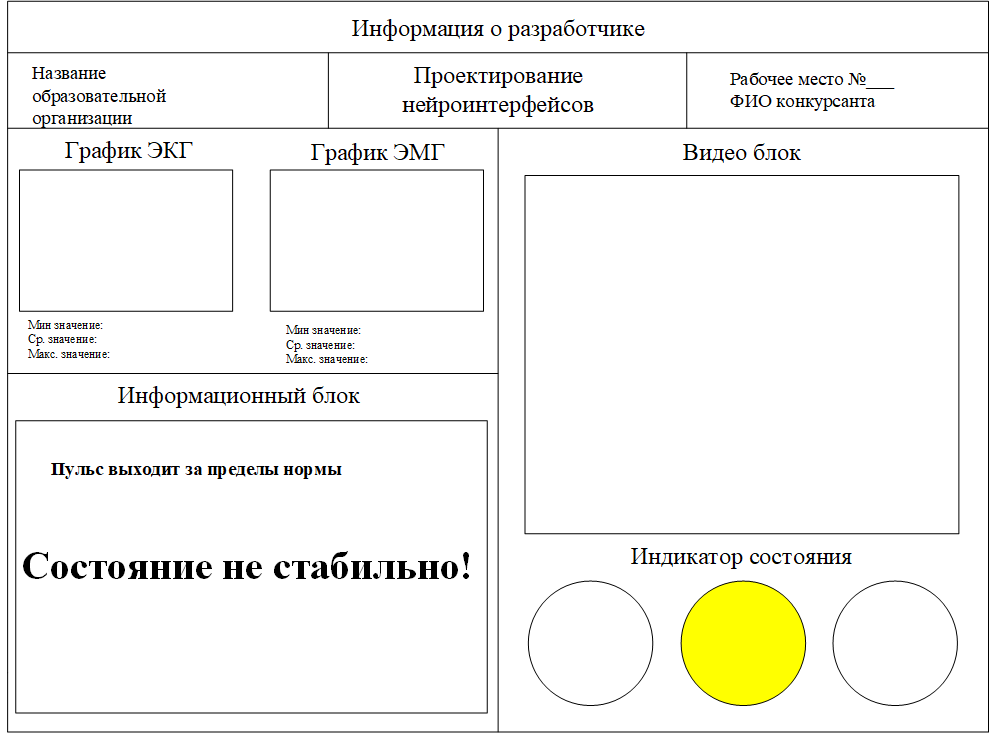 Информация о разработчике
Название
образовательной
организации
Проектирование
нейроинтерфейсов
Рабочее место №___
ФИО конкурсанта
График ЭКГ
График ЭМГ
Видео блок
Мин значение:
Ср. значение:
Макс. значение:
Мин значение:
Ср. значение:
Макс. значение:
Информационный блок
Пульс выходит за пределы нормы
Состояние не стабильно!
Индикатор состояния